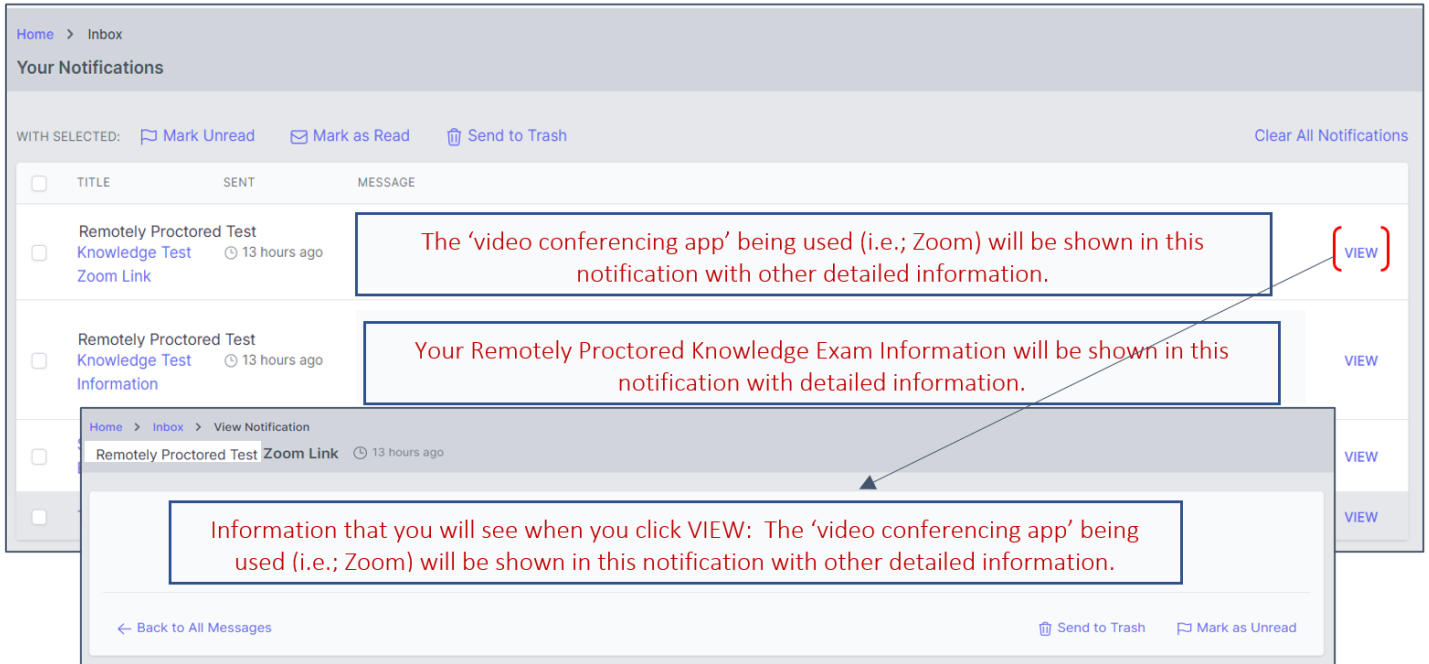 Home > Inbox
Your Notifications
WITH SELECTED: Mark Unread Mark as Read Send to Trash Clear All Notifications
TITLE SENT MESSAGE
Remotely Proctored Test
Knowledge Test 13 hours ago
Zoom Link
The ‘video conferencing app’ being used (i.e.; Zoom) will be shown in this
notification with other detailed information.
VIEW
Remotely Proctored Test
Knowledge Test 13 hours ago
Information
Your Remotely Proctored Knowledge Exam Information will be shown in this
notification with detailed information.
VIEW
VIEW
VIEW
Home > Inbox > View Notification
Remotely Proctored Test Zoom Link 13 hours ago
Information that you will see when you click VIEW: The ‘video conferencing app’ being
used (i.e.; Zoom) will be shown in this notification with other detailed information.
← Back to All Messages Send to Trash Mark as Unread